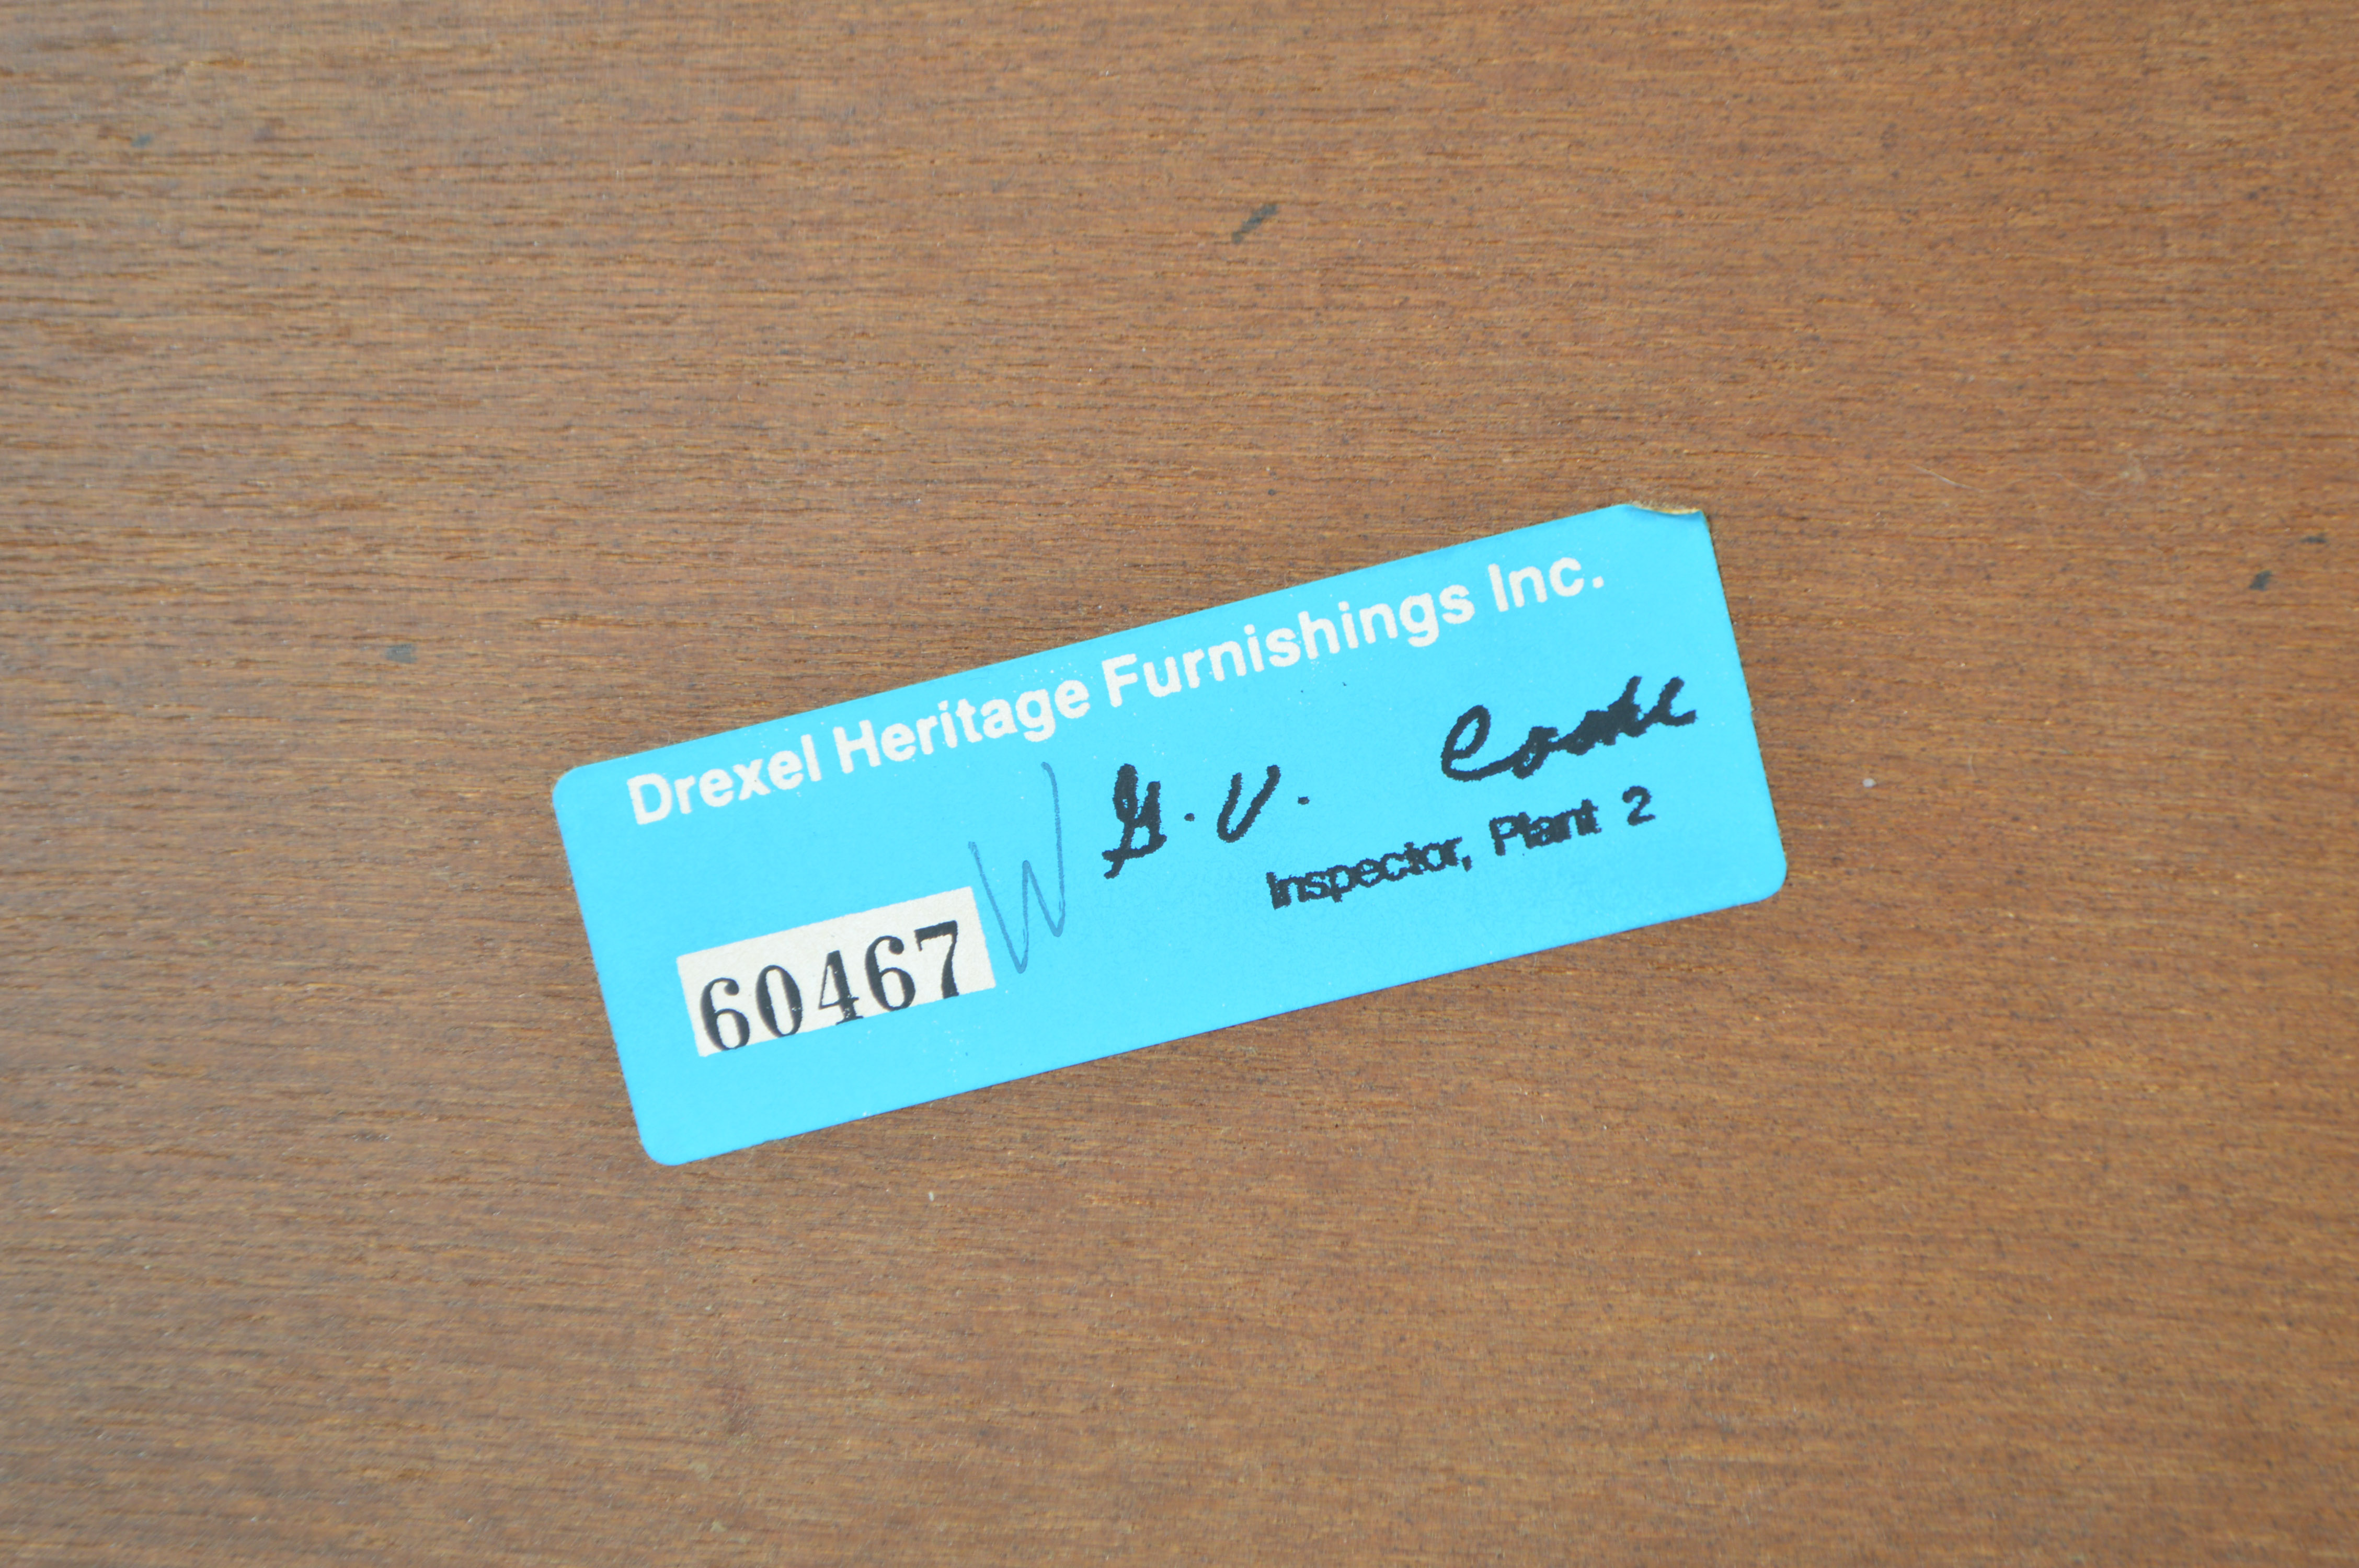 Drexel Heritage Furnishings Inc.
W G. V.
Inspector, Plant 2
60467